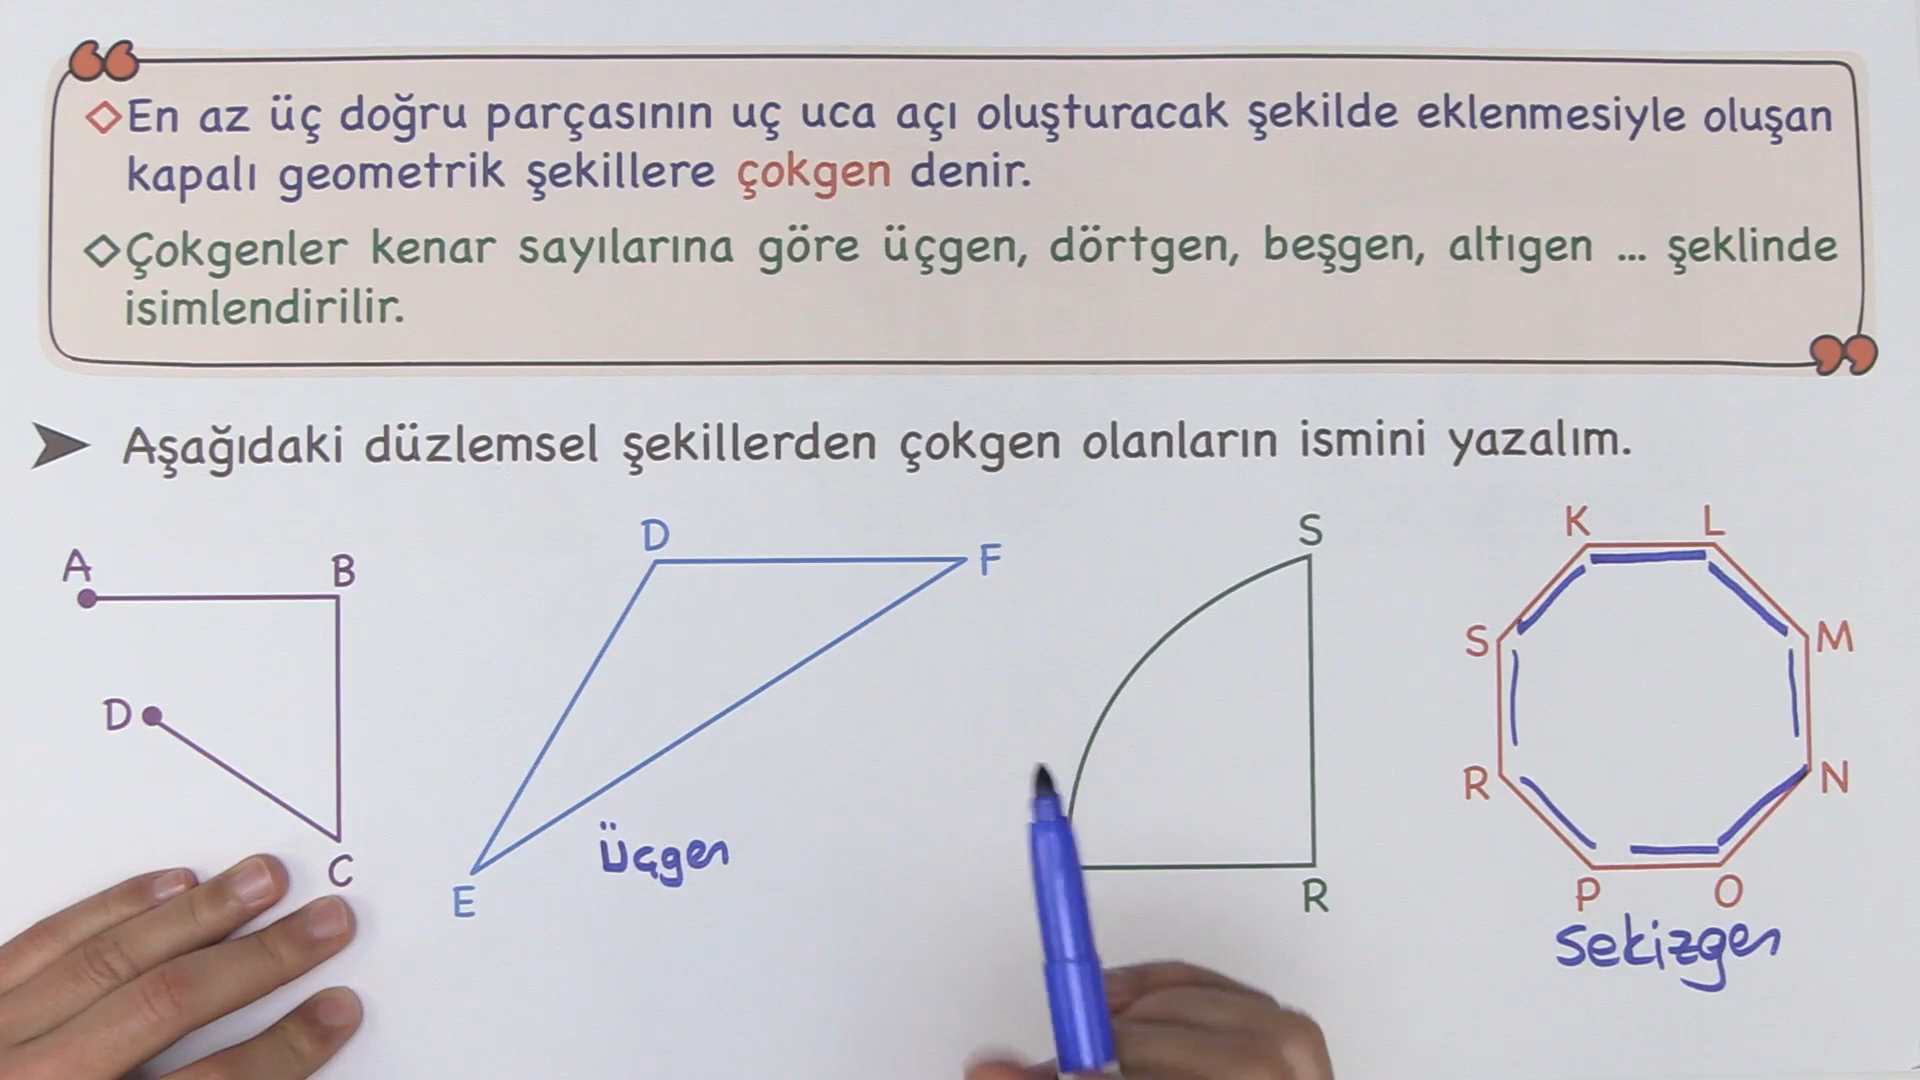 En az üç doğru parçasının uç uca açı oluşturacak şekilde eklenmesiyle oluşan
kapalı geometrik şekillere çokgen denir.
Çokgenler kenar sayılarına göre üçgen, dörtgen, beşgen, altıgen ... şeklinde
isimlendirilir.
Aşağıdaki düzlemsel şekillerden çokgen olanların ismini yazalım.
A
B
D
C
D
F
E
Üçgen
S
R
K
L
S
M
R
N
P
O
Sekizgen